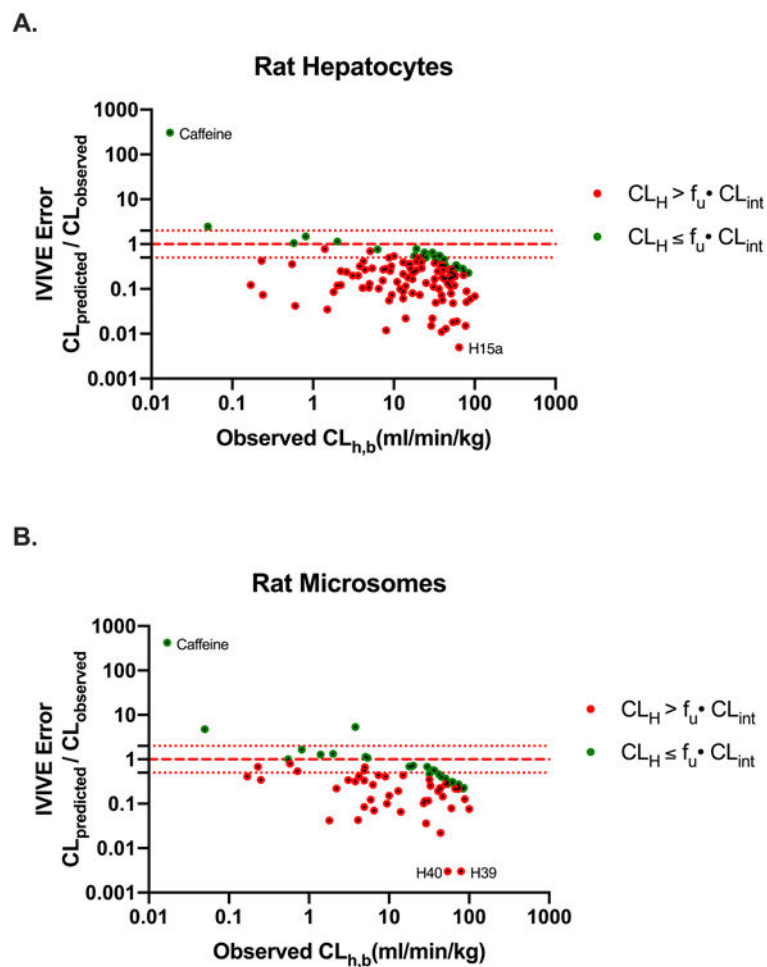 A.
Rat Hepatocytes
IVIVE Error
CLpredicted / CLobserved
1000
100
10
1
0.1
0.01
0.001
Caffeine
H15a
0.01 0.1 1 10 100 1000
Observed CLh,b(ml/min/kg)
CLH > fu• CLint
CLH ≤ fu• CLint
B.
Rat Microsomes
IVIVE Error
CLpredicted / CLobserved
1000
100
10
1
0.1
0.01
0.001
Caffeine
H40 H39
0.01 0.1 1 10 100 1000
Observed CLh,b(ml/min/kg)
CLH > fu• CLint
CLH ≤ fu• CLint